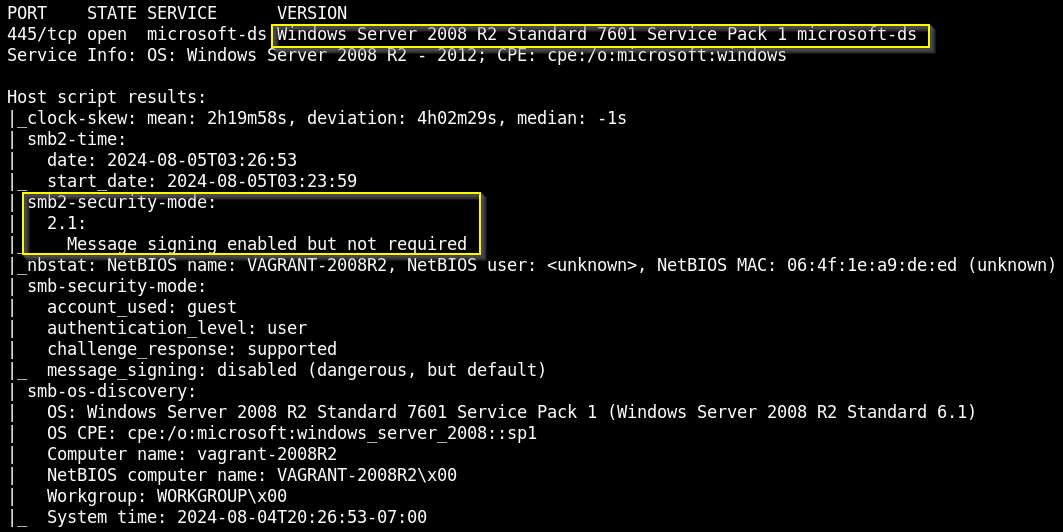 PORT    STATE SERVICE      VERSION
445/tcp open  microsoft-ds Windows Server 2008 R2 Standard 7601 Service Pack 1 microsoft-ds
Service Info: OS: Windows Server 2008 R2 - 2012; CPE: cpe:/o:microsoft:windows

Host script results:
|_clock-skew: mean: 2h19m58s, deviation: 4h02m29s, median: -1s
| smb2-time:
|   date: 2024-08-05T03:26:53
|_  start_date: 2024-08-05T03:23:59
| smb2-security-mode:
|   2.1:
|_    Message signing enabled but not required
|_nbstat: NetBIOS name: VAGRANT-2008R2, NetBIOS user: <unknown>, NetBIOS MAC: 06:4f:1e:a9:de:ed (unknown)
| smb-security-mode:
|   account_used: guest
|   authentication_level: user
|   challenge_response: supported
|_  message_signing: disabled (dangerous, but default)
| smb-os-discovery:
|   OS: Windows Server 2008 R2 Standard 7601 Service Pack 1 (Windows Server 2008 R2 Standard 6.1)
|   OS CPE: cpe:/o:microsoft:windows_server_2008::sp1
|   Computer name: vagrant-2008R2
|   NetBIOS computer name: VAGRANT-2008R2\x00
|   Workgroup: WORKGROUP\x00
|_  System time: 2024-08-04T20:26:53-07:00